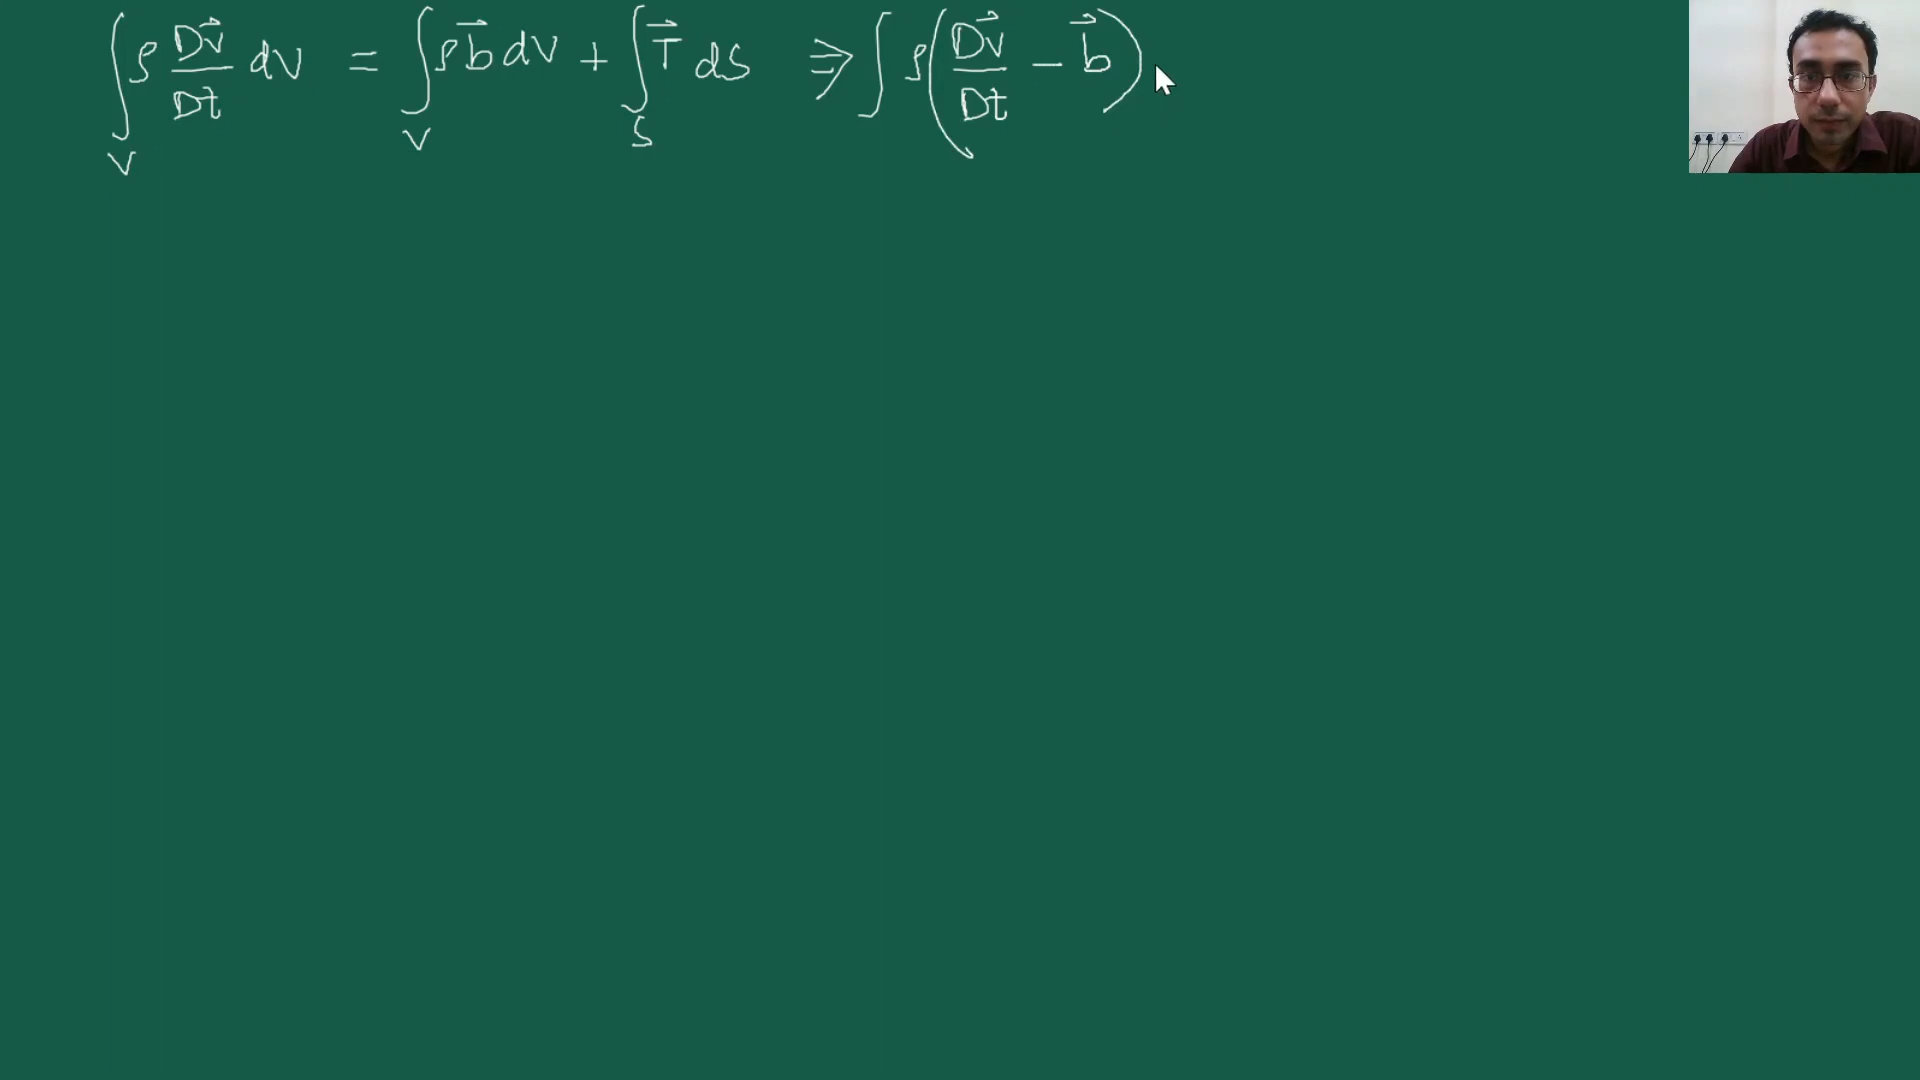 ∫_V ρ Dv⃗/Dt dV = ∫_V ρb⃗ dV + ∫_S T⃗ dS ⇒ ∫ ρ(Dv⃗/Dt − b⃗)